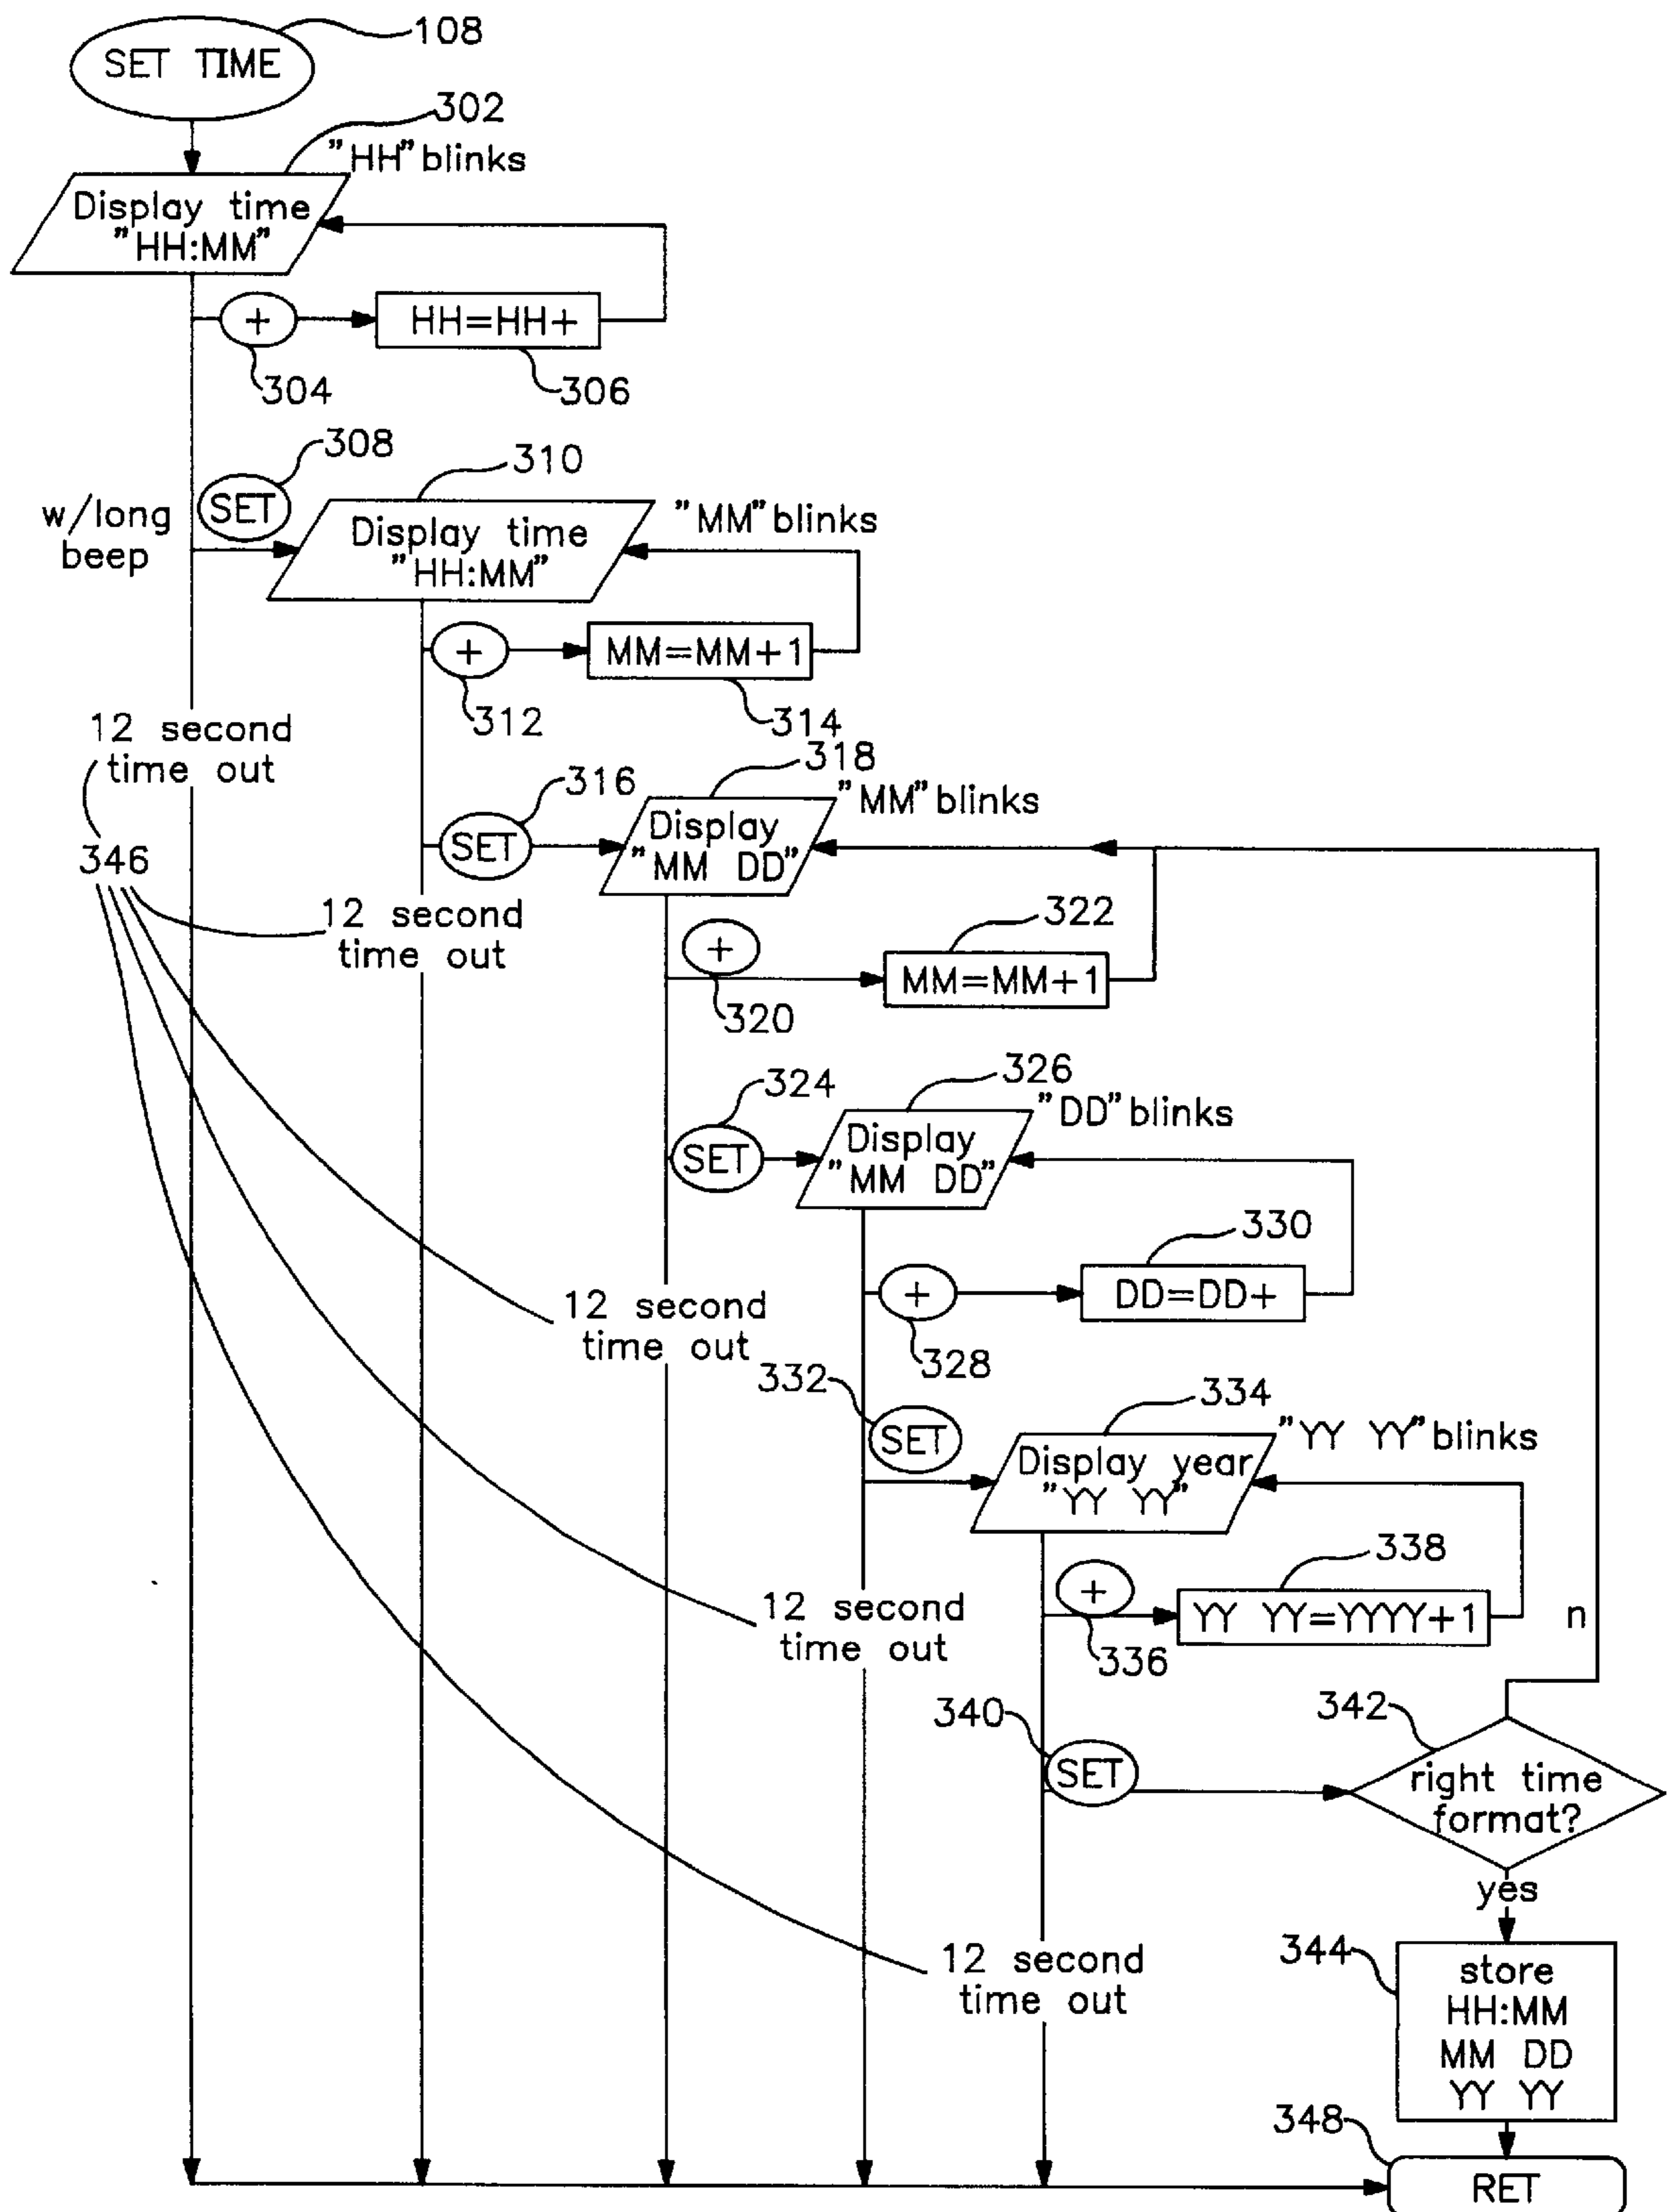 108
SET TIME
302
"HH" blinks
Display time
"HH:MM"
+
HH=HH+
304
306
308
310
SET
w/long
beep
Display time
"HH:MM"
"MM" blinks
+
MM=MM+1
312
314
12 second
time out
316
318
"MM" blinks
SET
Display
"MM DD"
346
12 second
time out
+
322
MM=MM+1
320
324
326
"DD" blinks
SET
Display
"MM DD"
330
+
DD=DD+
12 second
time out
328
332
334
SET
"YY YY" blinks
Display year
"YY YY"
338
+
YY YY=YYYY+1
n
12 second
time out
336
340
342
SET
right time
format?
yes
12 second
time out
344
store
HH:MM
MM DD
YY YY
348
RET